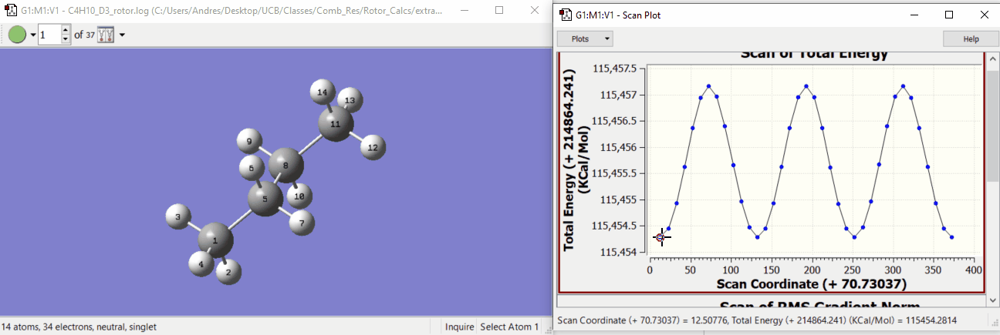 G1:M1:V1 - C4H10_D3_rotor.log (C:/Users/Andres/Desktop/UCB/Classes/Comb_Res/Rotor_Calcs/extra...
1 of 37
14
13
11
12
9
6
8
10
5
7
3
1
4
2
14 atoms, 34 electrons, neutral, singlet
Inquire Select Atom 1
G1:M1:V1 - Scan Plot
Plots
Help
Scan of Total Energy
Total Energy (+ 214864.241)
(KCal/Mol)
115,457.5
115,457
115,456.5
115,456
115,455.5
115,455
115,454.5
115,454
0 50 100 150 200 250 300 350 400
Scan Coordinate (+ 70.73037)
Scan of RMS Gradient Norm
Scan Coordinate (+ 70.73037) = 12.50776, Total Energy (+ 214864.241) (KCal/Mol) = 115454.2814